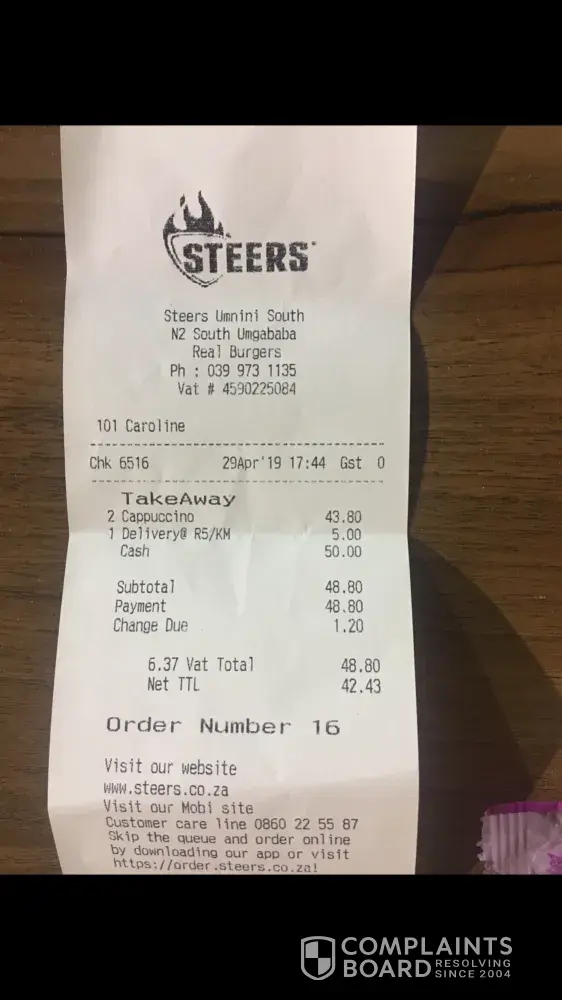 STEERS
Steers Umnini South
N2 South Umgababa
Real Burgers
Ph : 039 973 1135
Vat # 4590225084
101 Caroline
Chk 6516 29Apr'19 17:44 Gst 0
TakeAway
2 Cappuccino 43.80
1 Delivery@ R5/KM 5.00
Cash 50.00
Subtotal 48.80
Payment 48.80
Change Due 1.20
6.37 Vat Total 48.80
Net TTL 42.43
Order Number 16
Visit our website
www.steers.co.za
Visit our Mobi site
Customer care line 0860 22 55 87
Skip the queue and order online
by downloading our app or visit
https://order.steers.co.za!
COMPLAINTS
BOARD RESOLVING SINCE 2004